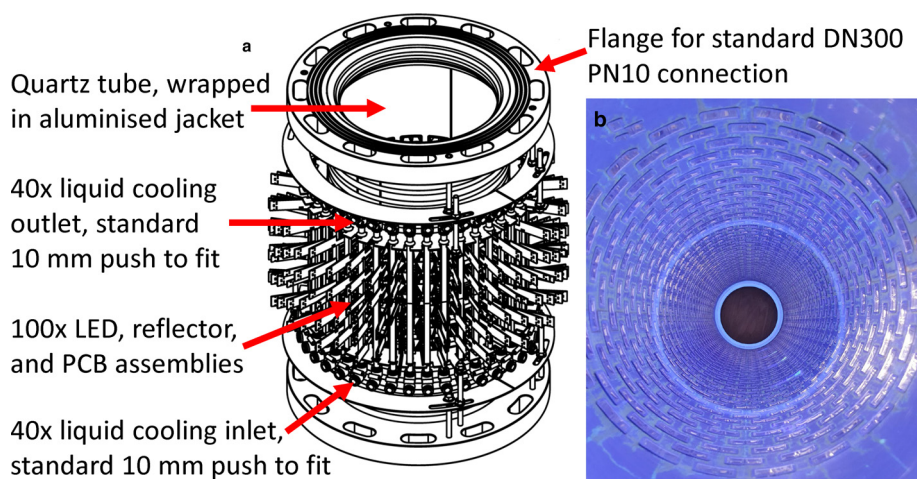 a
Flange for standard DN300
PN10 connection
Quartz tube, wrapped
in aluminised jacket
40x liquid cooling
outlet, standard
10 mm push to fit
100x LED, reflector,
and PCB assemblies
40x liquid cooling inlet,
standard 10 mm push to fit
b